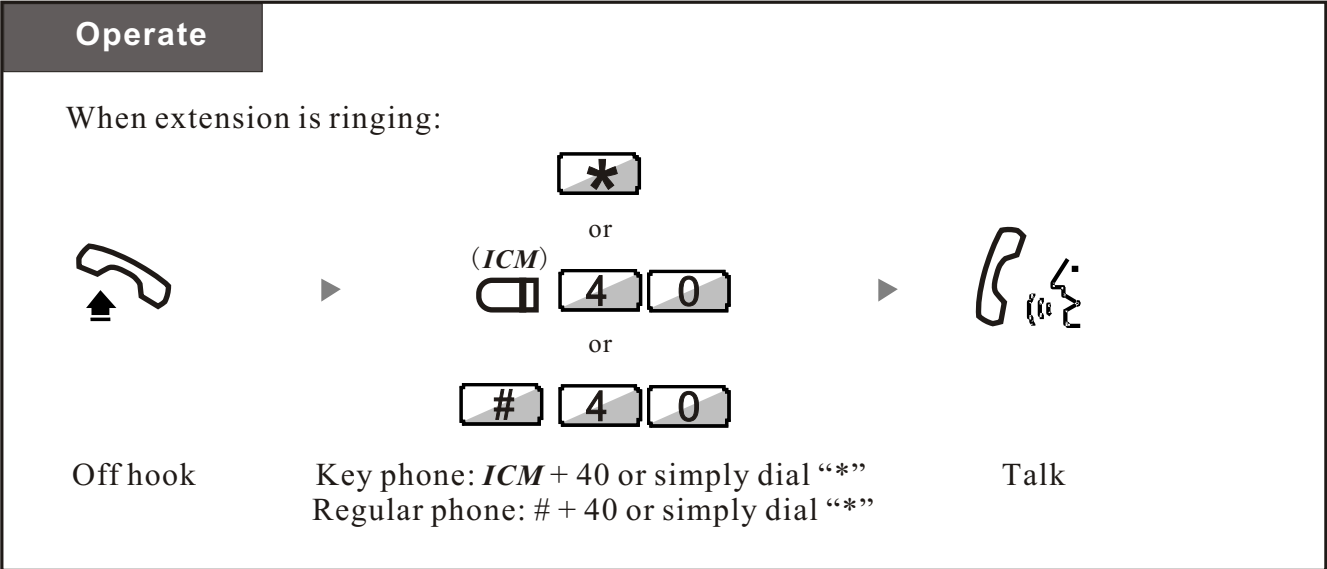 Operate
When extension is ringing:
*
or
(ICM)
4 0
or
# 4 0
Off hook
Key phone: ICM + 40 or simply dial “*”
Regular phone: # + 40 or simply dial “*”
Talk